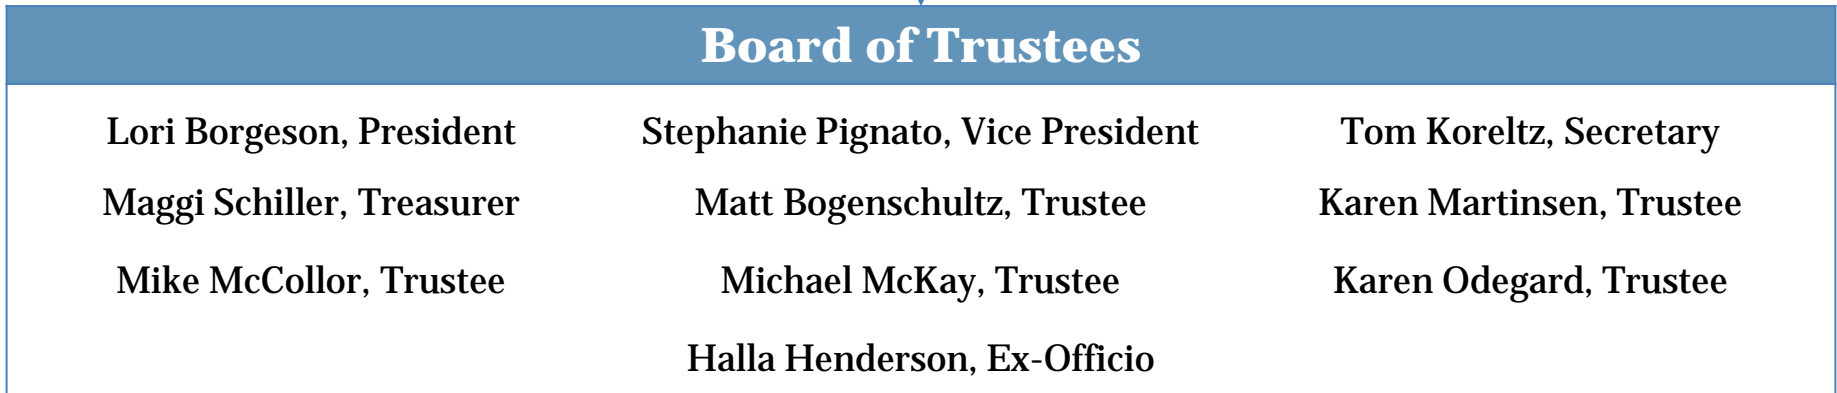 Board of Trustees
Lori Borgeson, President Stephanie Pignato, Vice President Tom Koreltz, Secretary
Maggi Schiller, Treasurer Matt Bogenschultz, Trustee Karen Martinsen, Trustee
Mike McCollor, Trustee Michael McKay, Trustee Karen Odegard, Trustee
Halla Henderson, Ex-Officio